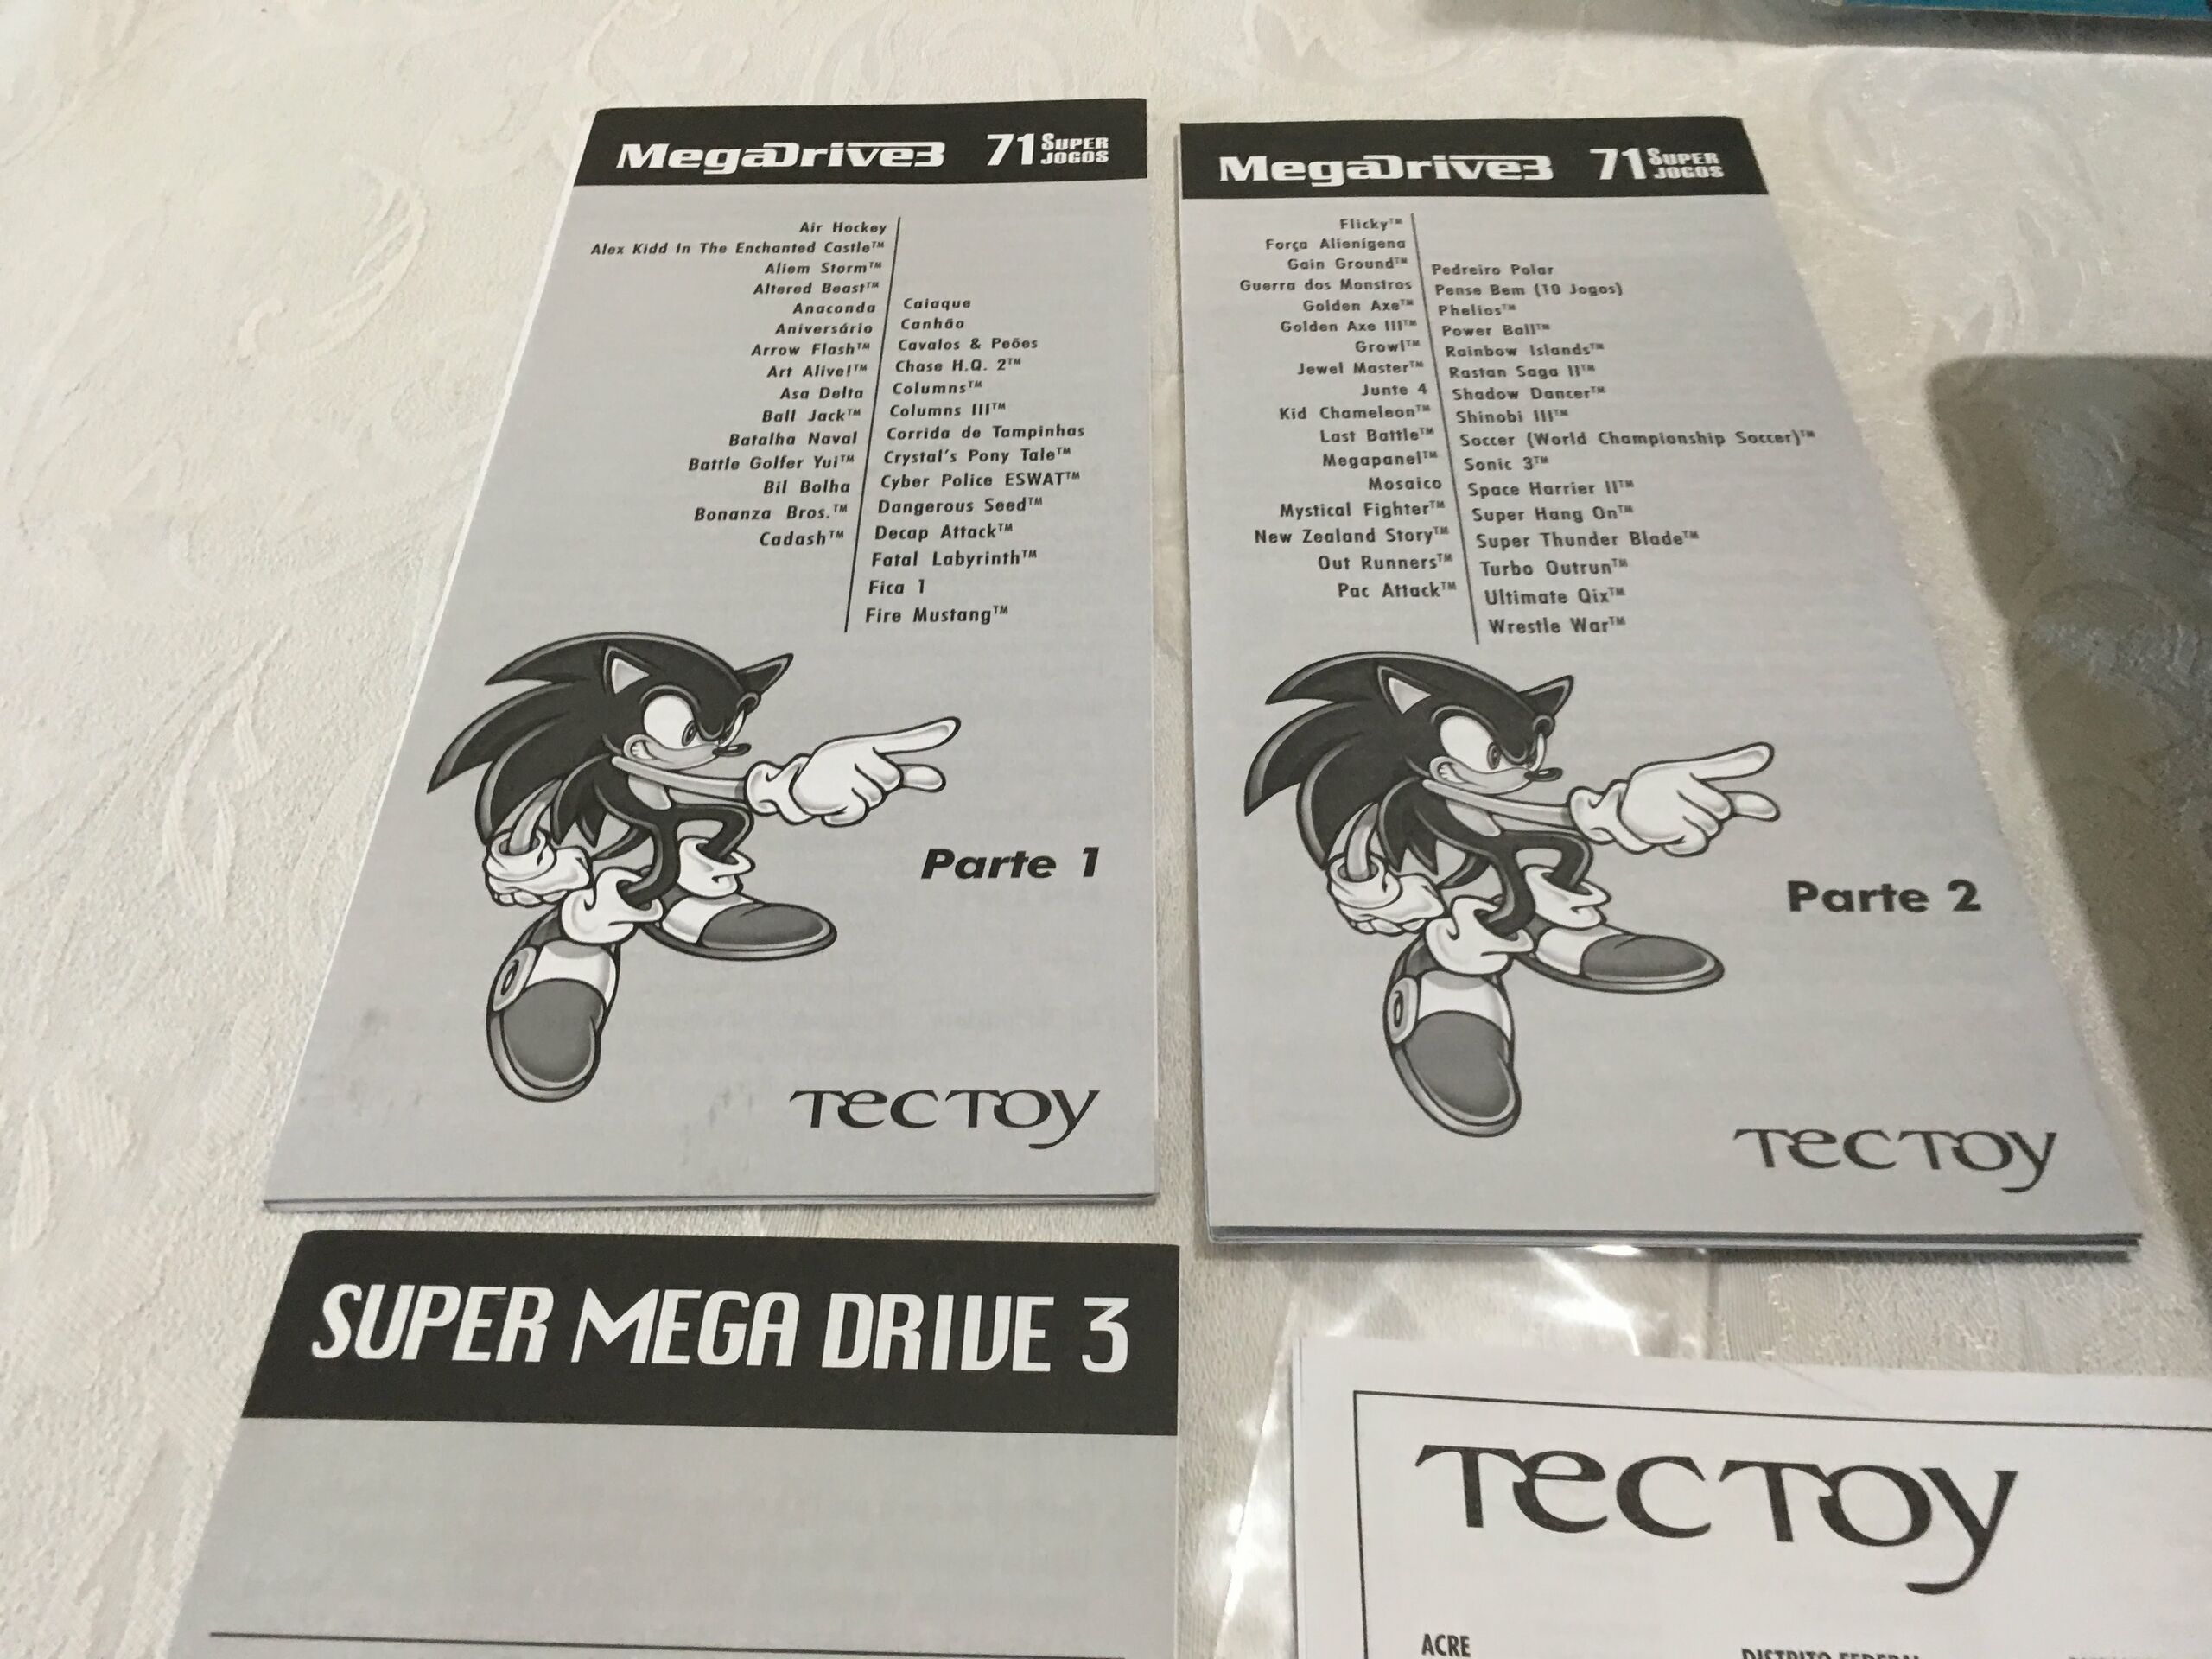 MegaDrive3 71 SUPER JOGOS
Air Hockey
Alex Kidd In The Enchanted Castle™
Aliem Storm™
Altered Beast™
Anaconda
Aniversário
Arrow Flash™
Art Alive!™
Asa Delta
Ball Jack™
Batalha Naval
Battle Golfer Yui™
Bil Bolha
Bonanza Bros.™
Cadash™
Caiaque
Canhão
Cavalos & Peões
Chase H.Q. 2™
Columns™
Columns III™
Corrida de Tampinhas
Crystal's Pony Tale™
Cyber Police ESWAT™
Dangerous Seed™
Decap Attack™
Fatal Labyrinth™
Fica 1
Fire Mustang™
Parte 1
TECTOY
MegaDrive3 71 SUPER JOGOS
Flicky™
Força Alienígena
Gain Ground™
Guerra dos Monstros
Golden Axe™
Golden Axe III™
Growl™
Jewel Master™
Junte 4
Kid Chameleon™
Last Battle™
Megapanel™
Mosaico
Mystical Fighter™
New Zealand Story™
Out Runners™
Pac Attack™
Pedreiro Polar
Pense Bem (10 Jogos)
Phelios™
Power Ball™
Rainbow Islands™
Rastan Saga II™
Shadow Dancer™
Shinobi III™
Soccer (World Championship Soccer)™
Sonic 3™
Space Harrier II™
Super Hang On™
Super Thunder Blade™
Turbo Outrun™
Ultimate Qix™
Wrestle War™
Parte 2
TECTOY
SUPER MEGA DRIVE 3
TECTOY
ACRE
DISTRITO FEDERAL